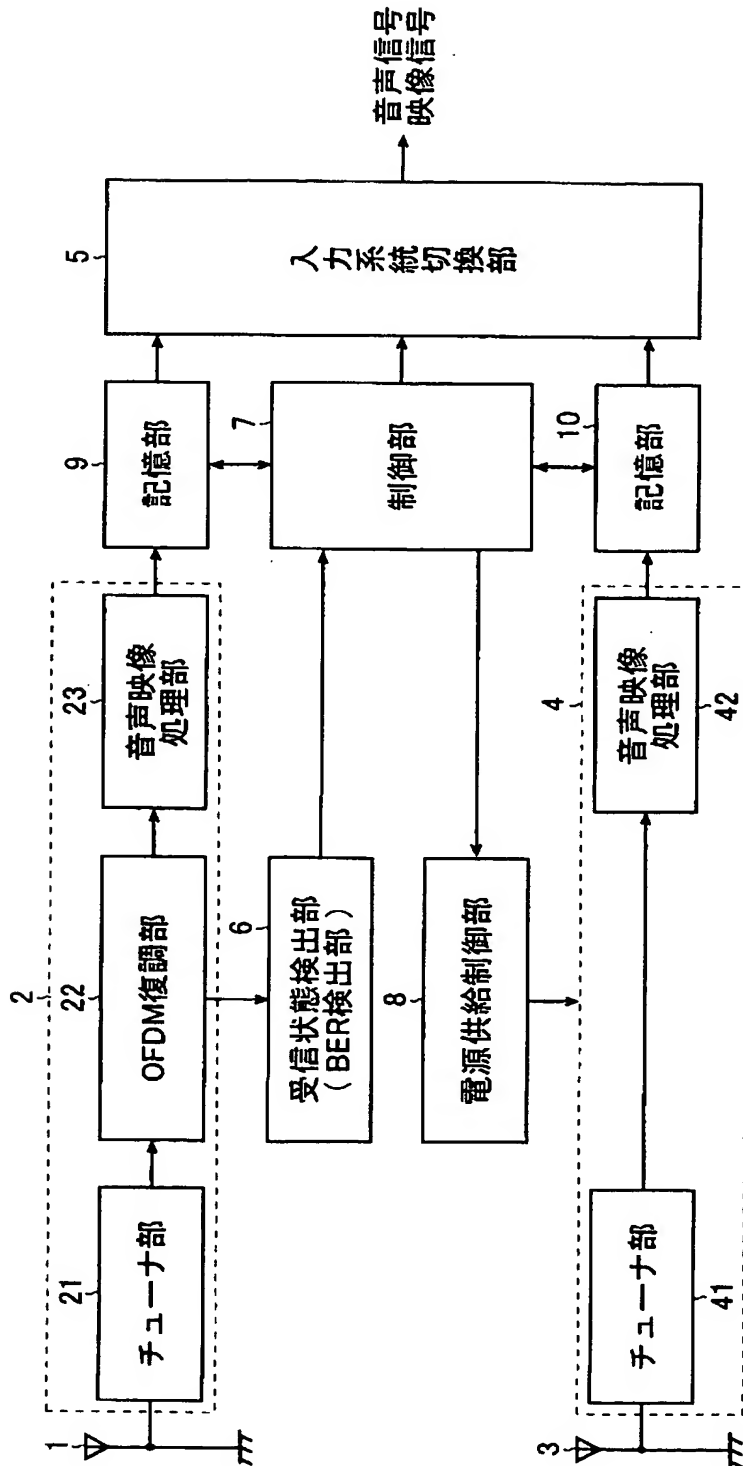 1
2
21
チューナ部
22
OFDM復調部
23
音声映像
処理部
9
記憶部
5
入力系統切換部
音声信号
映像信号
6
受信状態検出部
(BER検出部)
7
制御部
8
電源供給制御部
3
4
41
チューナ部
42
音声映像
処理部
10
記憶部